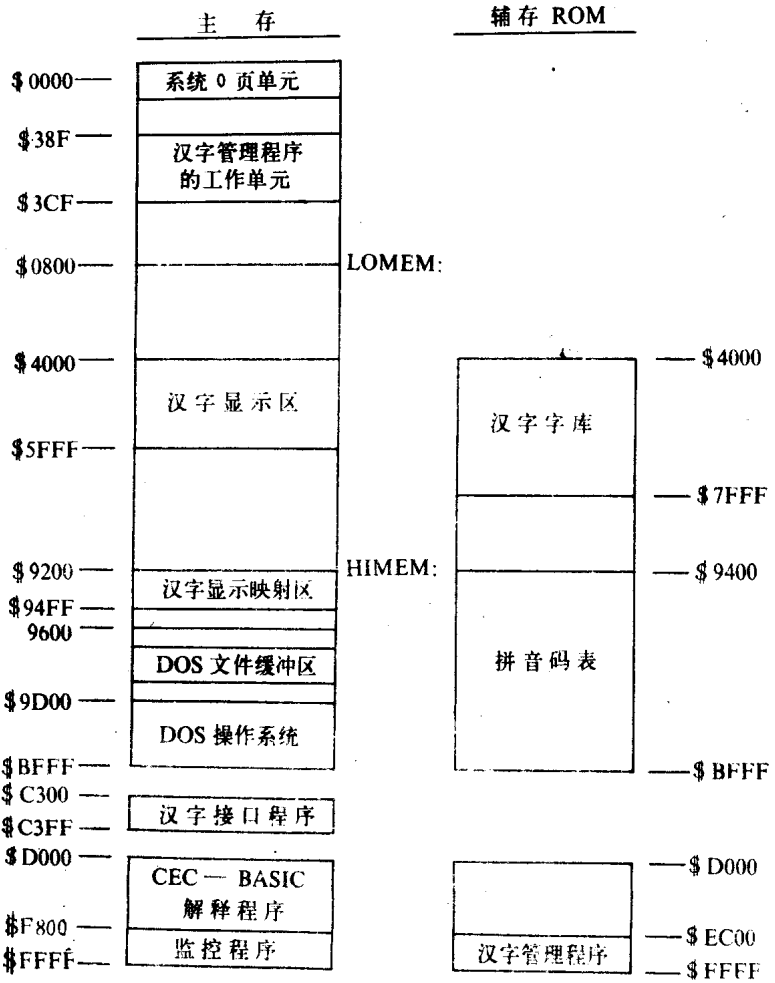 主 存
辅存 ROM
$0000
系统 0 页单元
$38F
汉字管理程序
的工作单元
$3CF
$0800
LOMEM:
$4000
$4000
汉字显示区
汉字字库
$5FFF
$7FFF
$9200
HIMEM:
$9400
汉字显示映射区
$94FF
9600
DOS 文件缓冲区
拼音码表
$9D00
DOS 操作系统
$BFFF
$BFFF
$C300
汉字接口程序
$C3FF
$D000
$D000
CEC — BASIC
解释程序
$F800
$EC00
监控程序
汉字管理程序
$FFFF
$FFFF